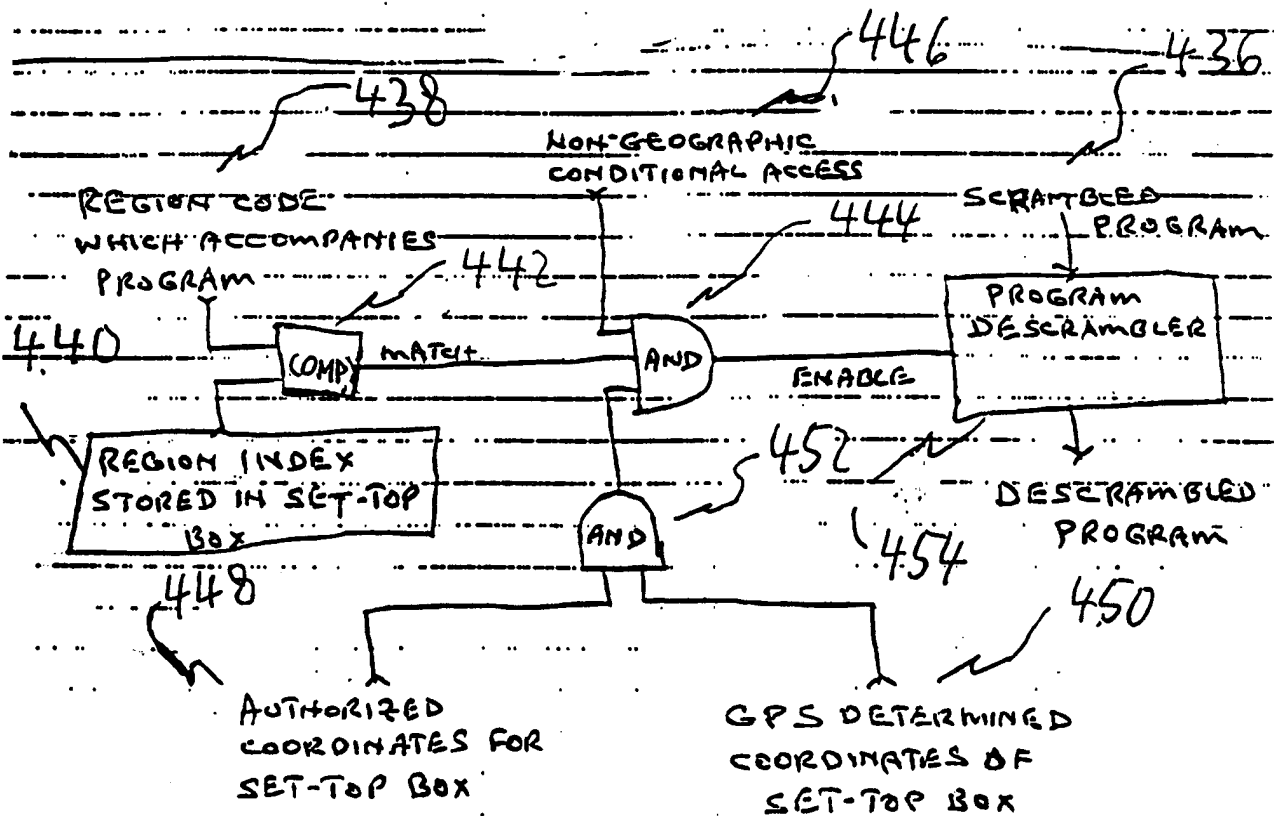 446
436
438
NON-GEOGRAPHIC
CONDITIONAL ACCESS
REGION CODE
WHICH ACCOMPANIES
PROGRAM
SCRAMBLED
PROGRAM
444
442
440
COMP
MATCH
AND
ENABLE
PROGRAM
DESCRAMBLER
REGION INDEX
STORED IN SET-TOP
BOX
452
AND
454
DESCRAMBLED
PROGRAM
448
450
AUTHORIZED
COORDINATES FOR
SET-TOP BOX
GPS DETERMINED
COORDINATES OF
SET-TOP BOX